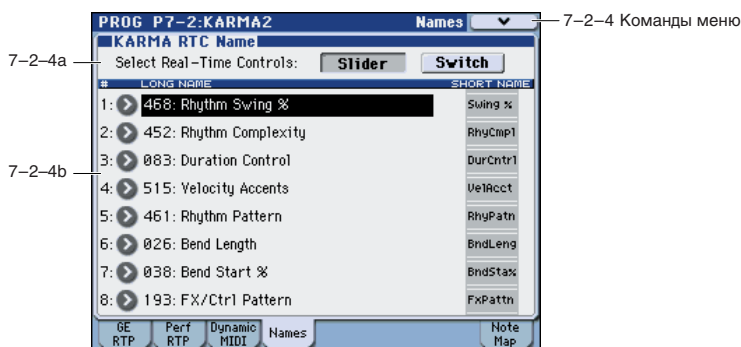 PROG P7-2:KARMA2 Names
7-2-4 Команды меню
KARMA RTC Name
7-2-4a
Select Real-Time Controls: Slider Switch
# LONG NAME SHORT NAME
1: 468: Rhythm Swing % Swing %
2: 452: Rhythm Complexity RhyCmpl
3: 083: Duration Control DurCntrl
7-2-4b
4: 515: Velocity Accents VelAcct
5: 461: Rhythm Pattern RhyPatn
6: 026: Bend Length BndLeng
7: 038: Bend Start % BndSta%
8: 193: FX/Ctrl Pattern FxPattn
GE RTP Perf RTP Dynamic MIDI Names Note Map